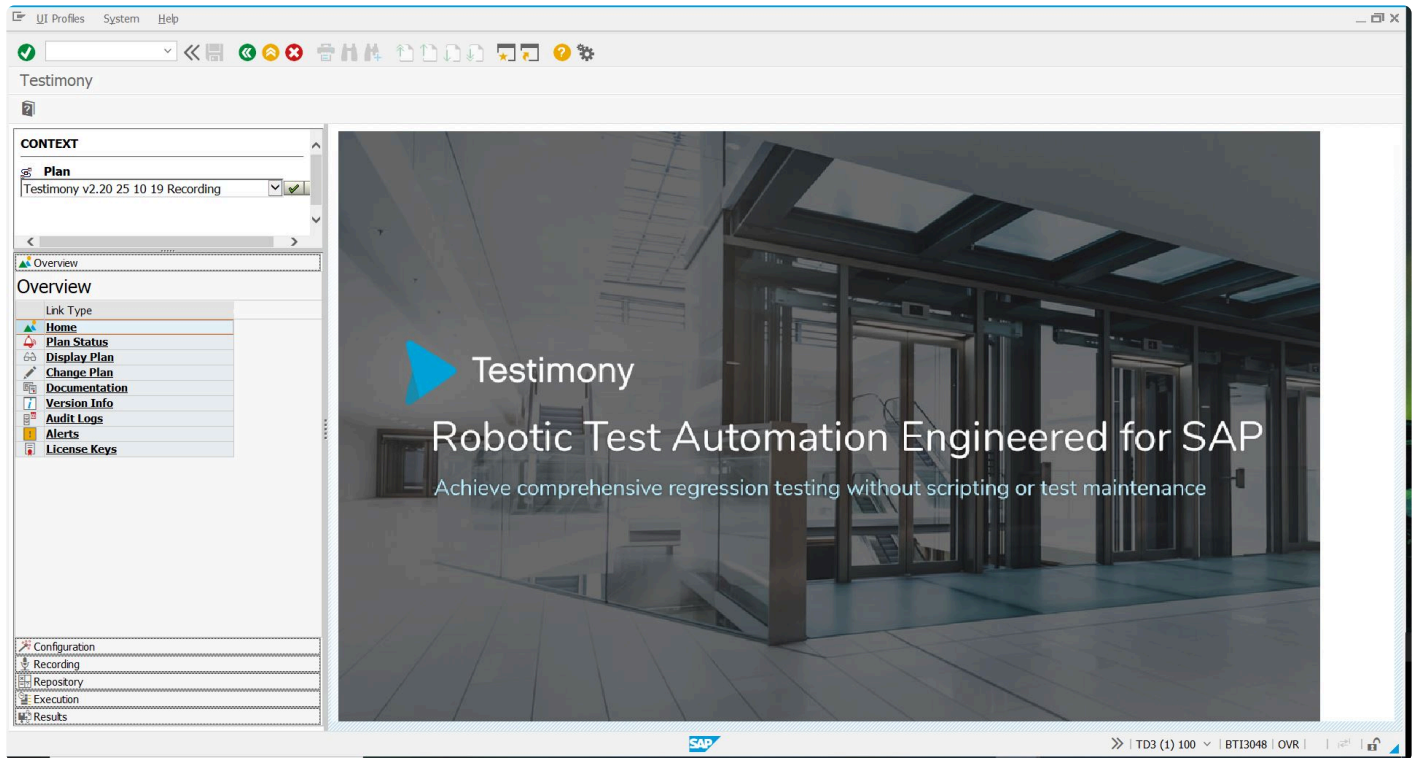 UI Profiles System Help
Testimony
CONTEXT
Plan
Testimony v2.20 25 10 19 Recording
Overview
Overview
Link Type
Home
Plan Status
Display Plan
Change Plan
Documentation
Version Info
Audit Logs
Alerts
License Keys
Configuration
Recording
Repository
Execution
Results
Testimony
Robotic Test Automation Engineered for SAP
Achieve comprehensive regression testing without scripting or test maintenance
SAP
TD3 (1) 100 BTI3048 OVR